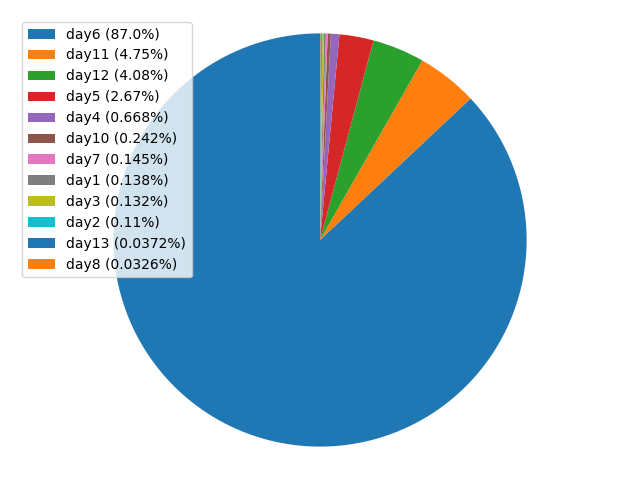 day6 (87.0%)
day11 (4.75%)
day12 (4.08%)
day5 (2.67%)
day4 (0.668%)
day10 (0.242%)
day7 (0.145%)
day1 (0.138%)
day3 (0.132%)
day2 (0.11%)
day13 (0.0372%)
day8 (0.0326%)